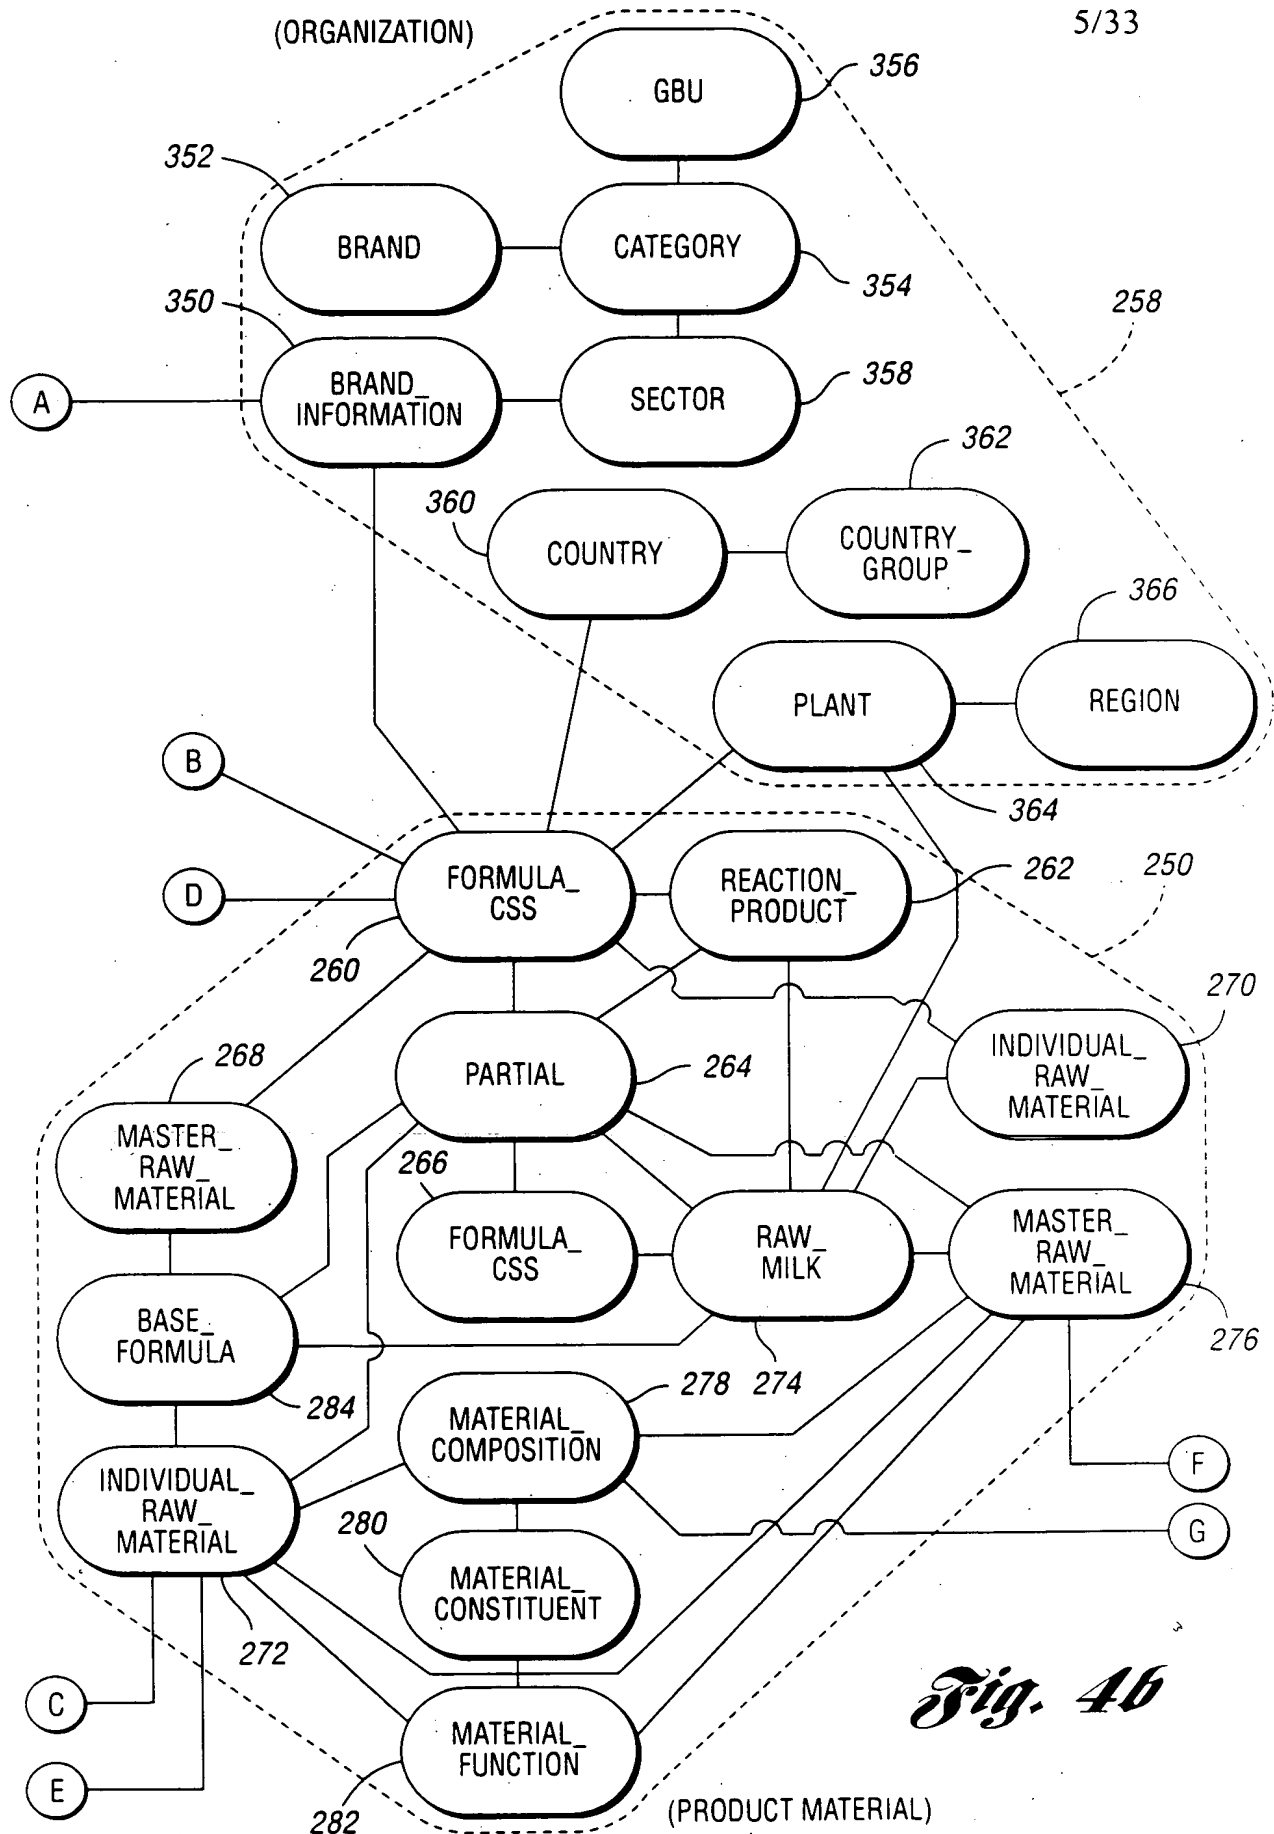 (ORGANIZATION)
5/33
GBU
356
352
BRAND
CATEGORY
354
350
258
A
BRAND_
INFORMATION
SECTOR
358
362
360
COUNTRY
COUNTRY_
GROUP
366
PLANT
REGION
B
364
FORMULA_
CSS
REACTION_
PRODUCT
262
250
D
260
270
268
PARTIAL
264
INDIVIDUAL_
RAW_
MATERIAL
MASTER_
RAW_
MATERIAL
266
FORMULA_
CSS
RAW_
MILK
MASTER_
RAW_
MATERIAL
BASE_
FORMULA
276
284
278
274
MATERIAL_
COMPOSITION
F
INDIVIDUAL_
RAW_
MATERIAL
280
G
MATERIAL_
CONSTITUENT
272
C
Fig. 4b
MATERIAL_
FUNCTION
E
282
(PRODUCT MATERIAL)